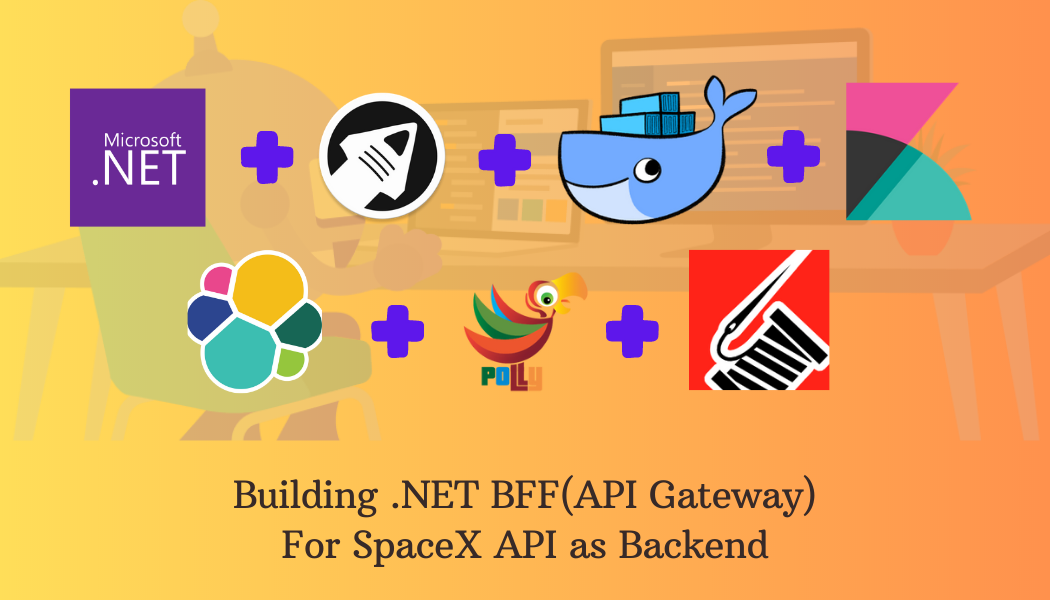 Microsoft
.NET
POLLY
Building .NET BFF(API Gateway)
For SpaceX API as Backend